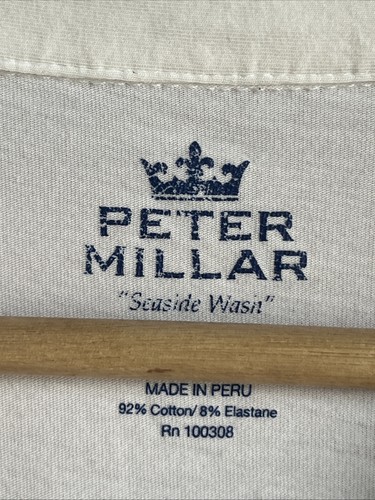 PETER
MILLAR
"Seaside Wash"
MADE IN PERU
92% Cotton/ 8% Elastane
Rn 100308